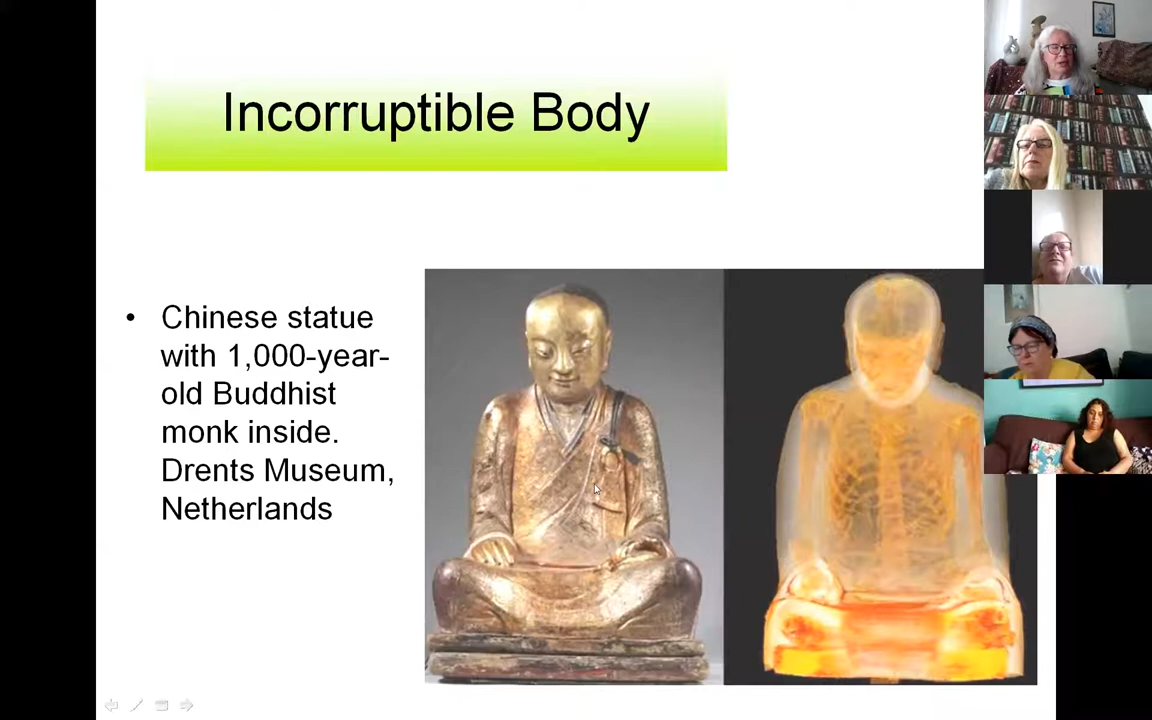 Incorruptible Body
• Chinese statue
with 1,000-year-
old Buddhist
monk inside.
Drents Museum,
Netherlands